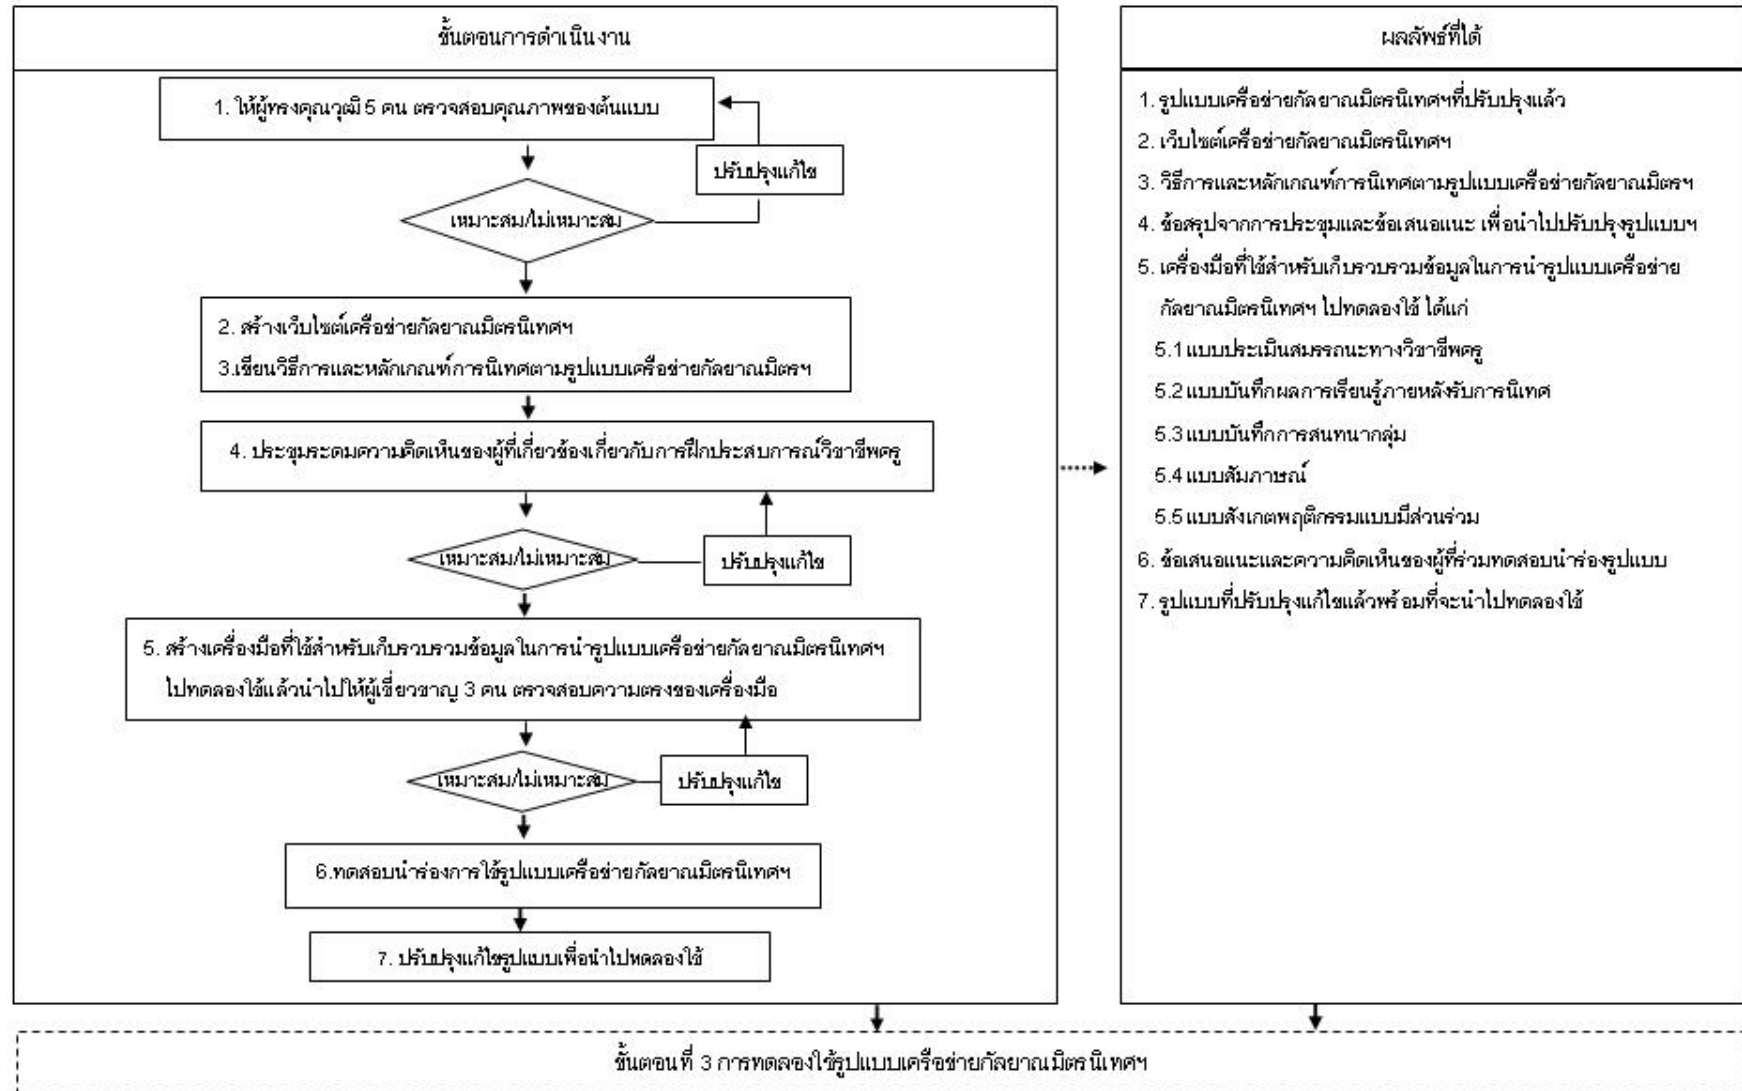 ขั้นตอนการดำเนินงาน
1. ให้ผู้ทรงคุณวุฒิ 5 คน ตรวจสอบคุณภาพของต้นแบบ
ปรับปรุงแก้ไข
เหมาะสม/ไม่เหมาะสม
2. สร้างเว็บไซต์เครือข่ายกัลยาณมิตรนิเทศฯ
3.เขียนวิธีการและหลักเกณฑ์การนิเทศตามรูปแบบเครือข่ายกัลยาณมิตรฯ
4. ประชุมระดมความคิดเห็นของผู้ที่เกี่ยวข้องเกี่ยวกับการฝึกประสบการณ์วิชาชีพครู
เหมาะสม/ไม่เหมาะสม
ปรับปรุงแก้ไข
5. สร้างเครื่องมือที่ใช้สำหรับเก็บรวบรวมข้อมูลในการนำรูปแบบเครือข่ายกัลยาณมิตรนิเทศฯ
ไปทดลองใช้แล้วนำไปให้ผู้เชี่ยวชาญ 3 คน ตรวจสอบความตรงของเครื่องมือ
เหมาะสม/ไม่เหมาะสม
ปรับปรุงแก้ไข
6.ทดสอบนำร่องการใช้รูปแบบเครือข่ายกัลยาณมิตรนิเทศฯ
7. ปรับปรุงแก้ไขรูปแบบเพื่อนำไปทดลองใช้
ผลลัพธ์ที่ได้
1. รูปแบบเครือข่ายกัลยาณมิตรนิเทศฯที่ปรับปรุงแล้ว
2. เว็บไซต์เครือข่ายกัลยาณมิตรนิเทศฯ
3. วิธีการและหลักเกณฑ์การนิเทศตามรูปแบบเครือข่ายกัลยาณมิตรฯ
4. ข้อสรุปจากการประชุมและข้อเสนอแนะ เพื่อนำไปปรับปรุงรูปแบบฯ
5. เครื่องมือที่ใช้สำหรับเก็บรวบรวมข้อมูลในการนำรูปแบบเครือข่าย
กัลยาณมิตรนิเทศฯ ไปทดลองใช้ ได้แก่
5.1 แบบประเมินสมรรถนะทางวิชาชีพครู
5.2 แบบบันทึกผลการเรียนรู้ภายหลังรับการนิเทศ
5.3 แบบบันทึกการสนทนากลุ่ม
5.4 แบบสัมภาษณ์
5.5 แบบสังเกตพฤติกรรมแบบมีส่วนร่วม
6. ข้อเสนอแนะและความคิดเห็นของผู้ที่ร่วมทดสอบนำร่องรูปแบบ
7. รูปแบบที่ปรับปรุงแก้ไขแล้วพร้อมที่จะนำไปทดลองใช้
ขั้นตอนที่ 3 การทดลองใช้รูปแบบเครือข่ายกัลยาณมิตรนิเทศฯ